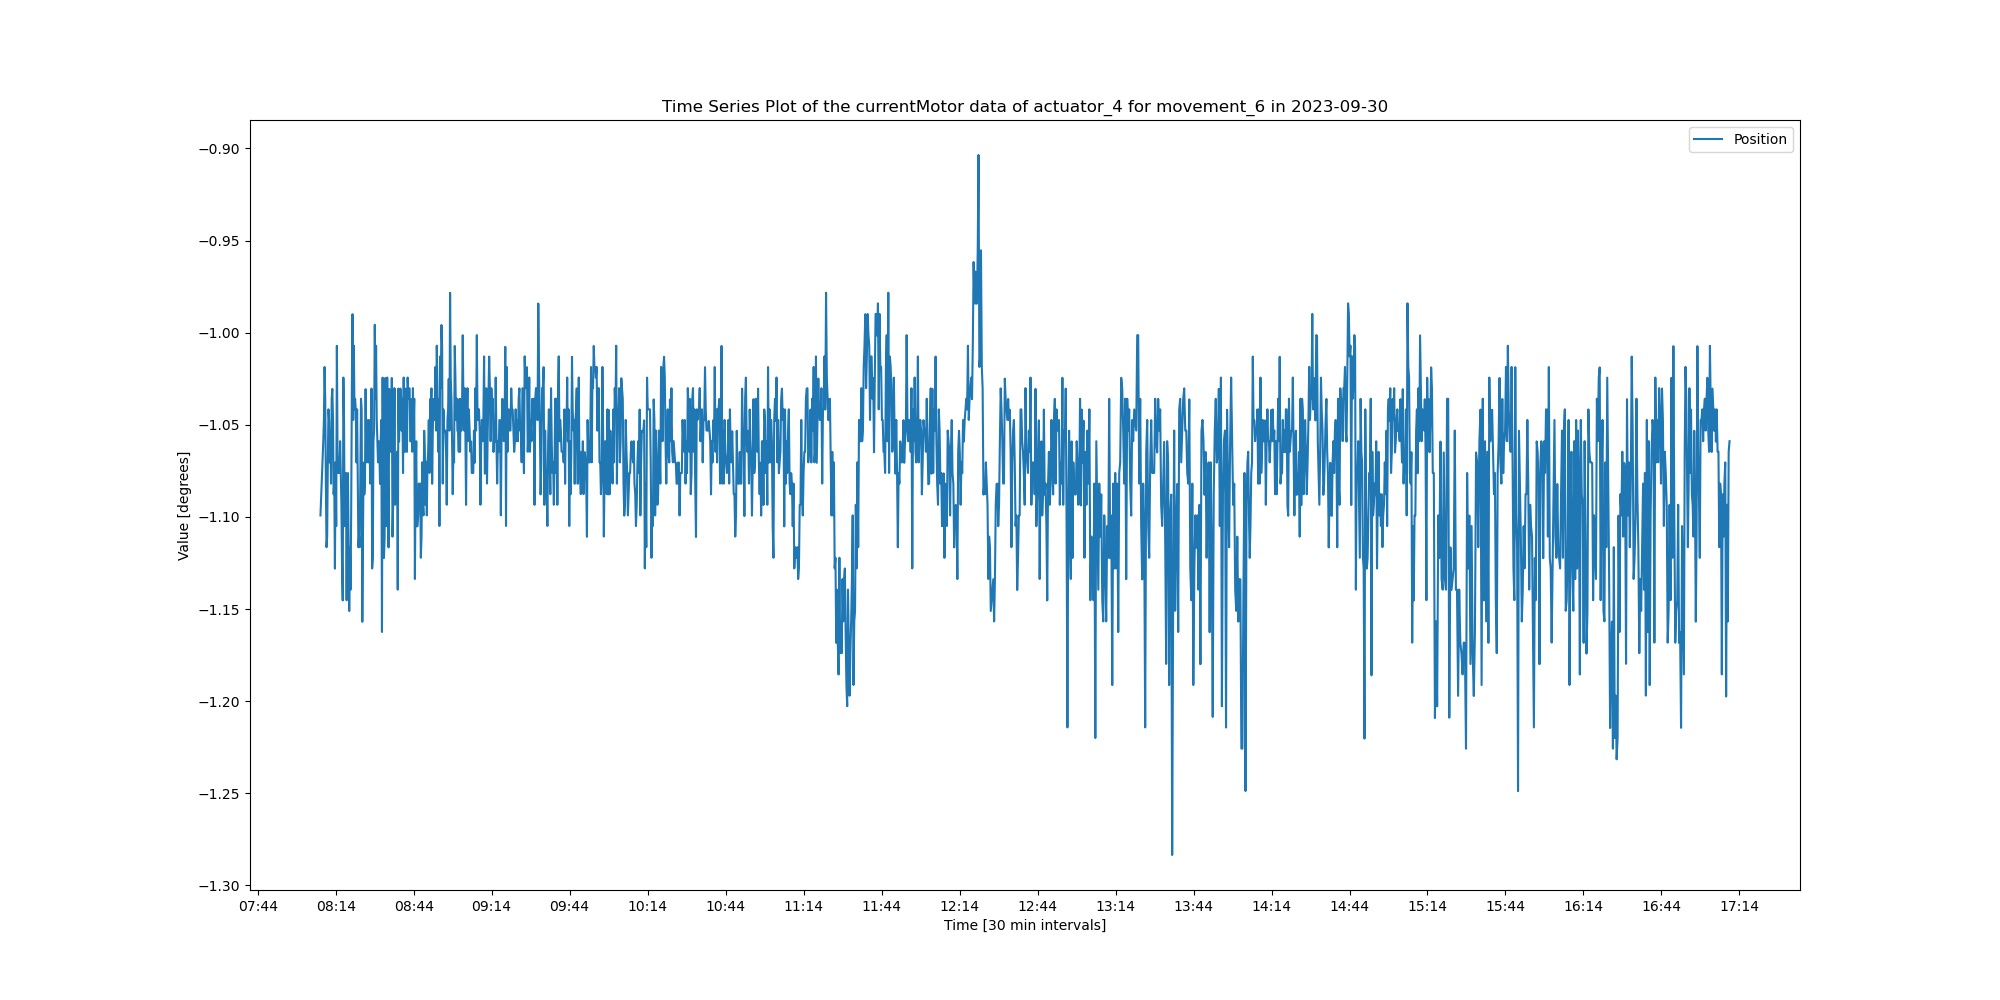 Time Series Plot of the currentMotor data of actuator_4 for movement_6 in 2023-09-30
Position
−0.90
−0.95
−1.00
−1.05
−1.10
−1.15
−1.20
−1.25
−1.30
Value [degrees]
07:44 08:14 08:44 09:14 09:44 10:14 10:44 11:14 11:44 12:14 12:44 13:14 13:44 14:14 14:44 15:14 15:44 16:14 16:44 17:14
Time [30 min intervals]